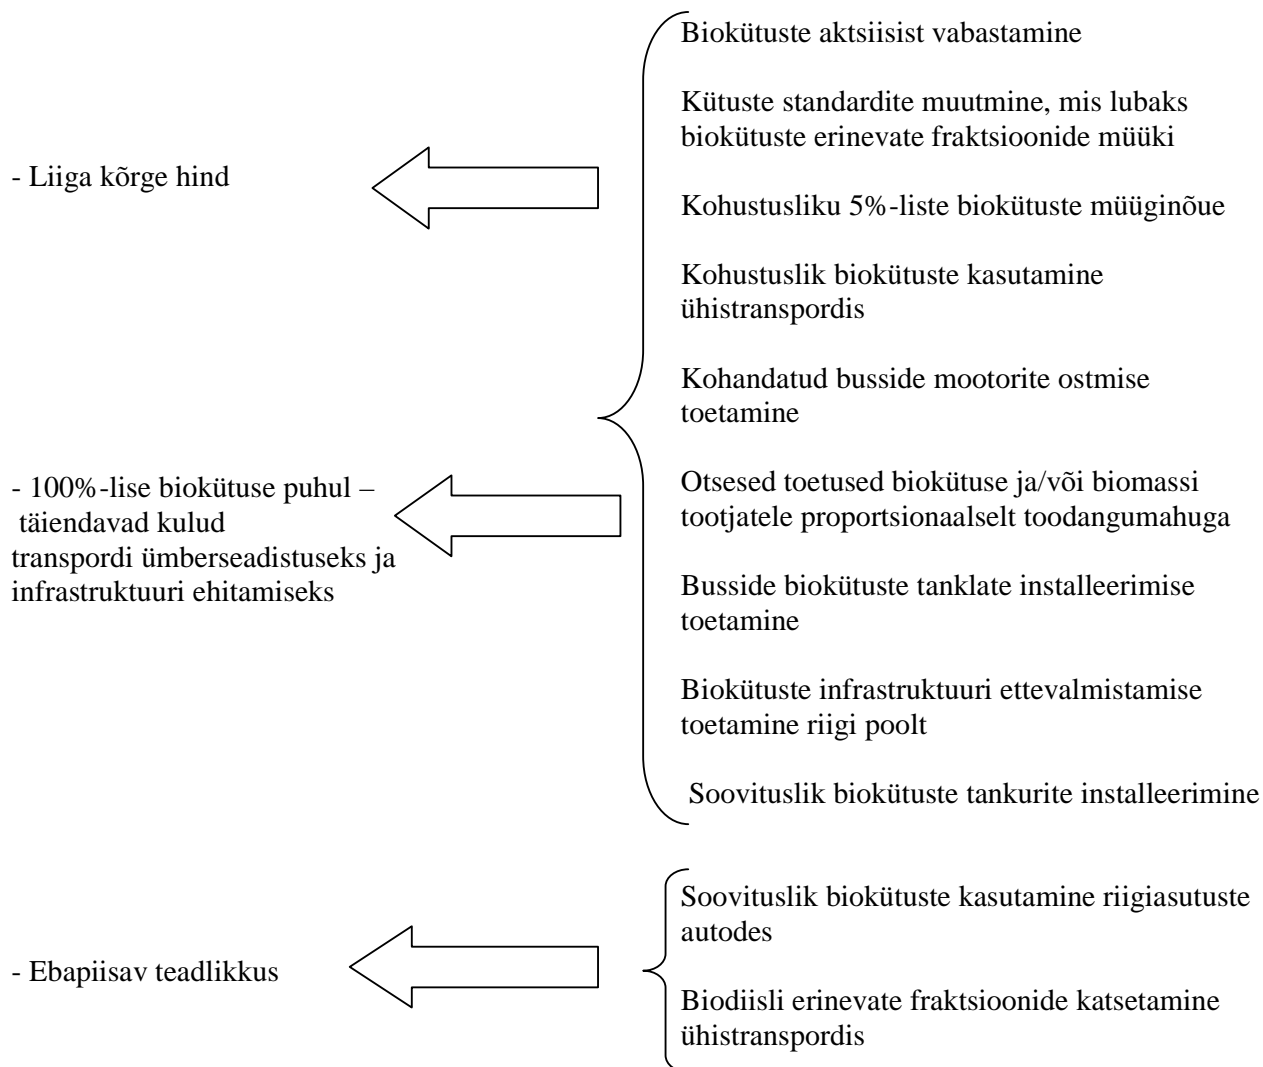 - Liiga kõrge hind
- 100%-lise biokütuse puhul –
täiendavad kulud
transpordi ümberseadistuseks ja
infrastruktuuri ehitamiseks
- Ebapiisav teadlikkus
Biokütuste aktsiisist vabastamine
Kütuste standardite muutmine, mis lubaks
biokütuste erinevate fraktsioonide müüki
Kohustusliku 5%-liste biokütuste müüginõue
Kohustuslik biokütuste kasutamine
ühistranspordis
Kohandatud busside mootorite ostmise
toetamine
Otsesed toetused biokütuse ja/või biomassi
tootjatele proportsionaalselt toodangumahuga
Busside biokütuste tanklate installeerimise
toetamine
Biokütuste infrastruktuuri ettevalmistamise
toetamine riigi poolt
Soovituslik biokütuste tankurite installeerimine
Soovituslik biokütuste kasutamine riigiasutuste
autodes
Biodiisli erinevate fraktsioonide katsetamine
ühistranspordis